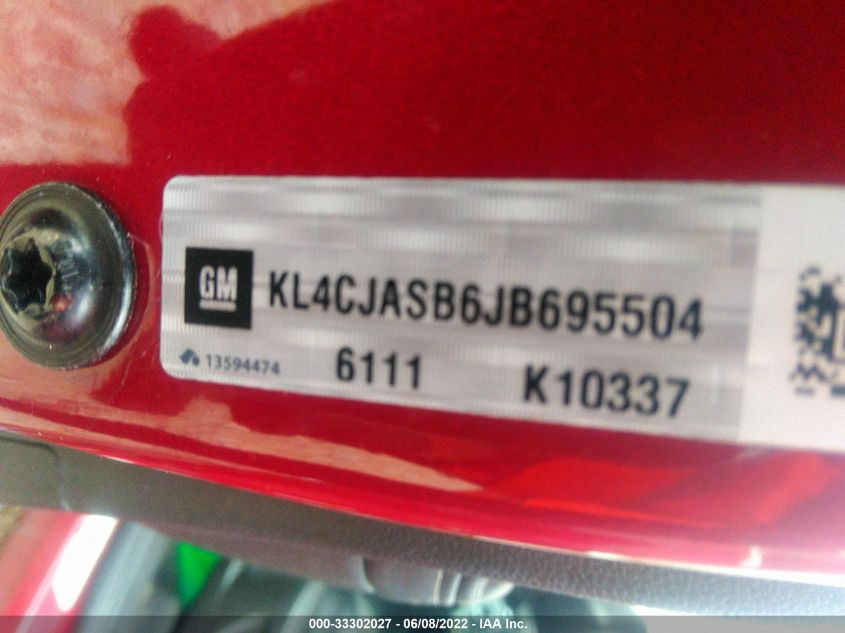 GM KL4CJASB6JB695504
13594474 6111 K10337
000-33302027 - 06/08/2022 - IAA Inc.